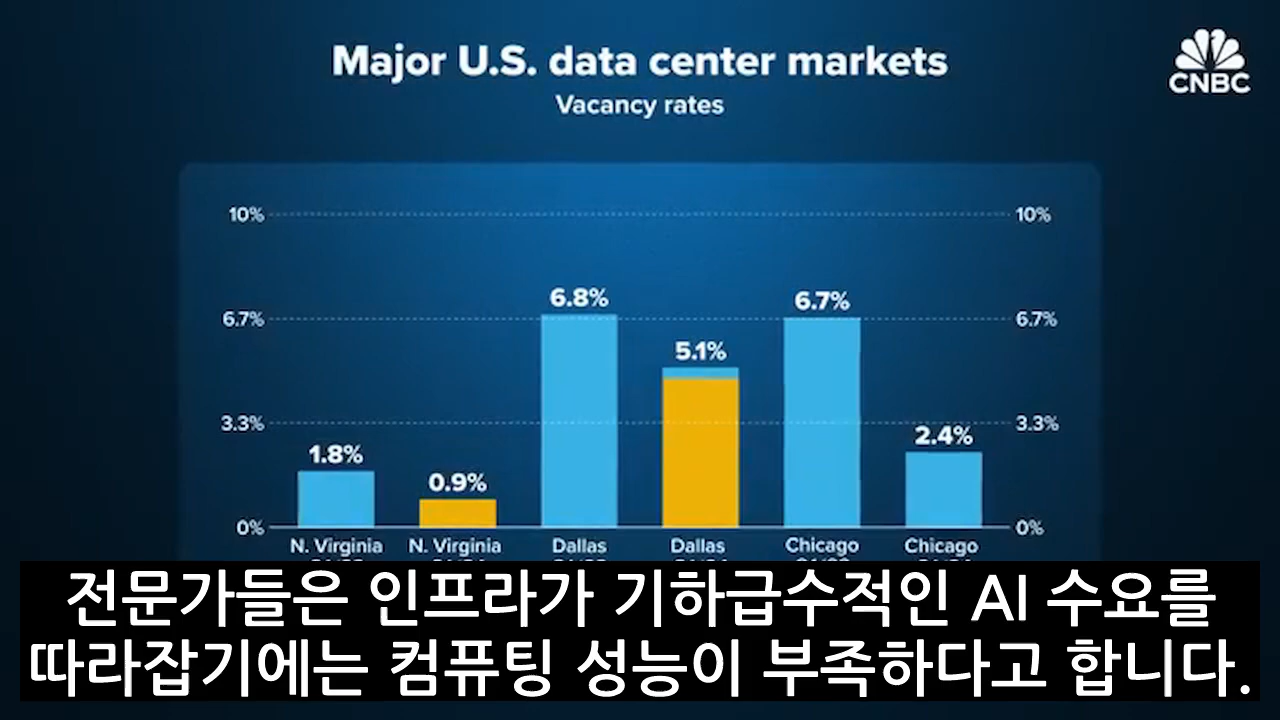 Major U.S. data center markets
Vacancy rates
CNBC
10% 10%
6.8% 6.7%
6.7% 6.7%
5.1%
3.3% 3.3%
2.4%
1.8%
0.9%
0% 0%
N. Virginia N. Virginia Dallas Dallas Chicago Chicago
전문가들은 인프라가 기하급수적인 AI 수요를
따라잡기에는 컴퓨팅 성능이 부족하다고 합니다.